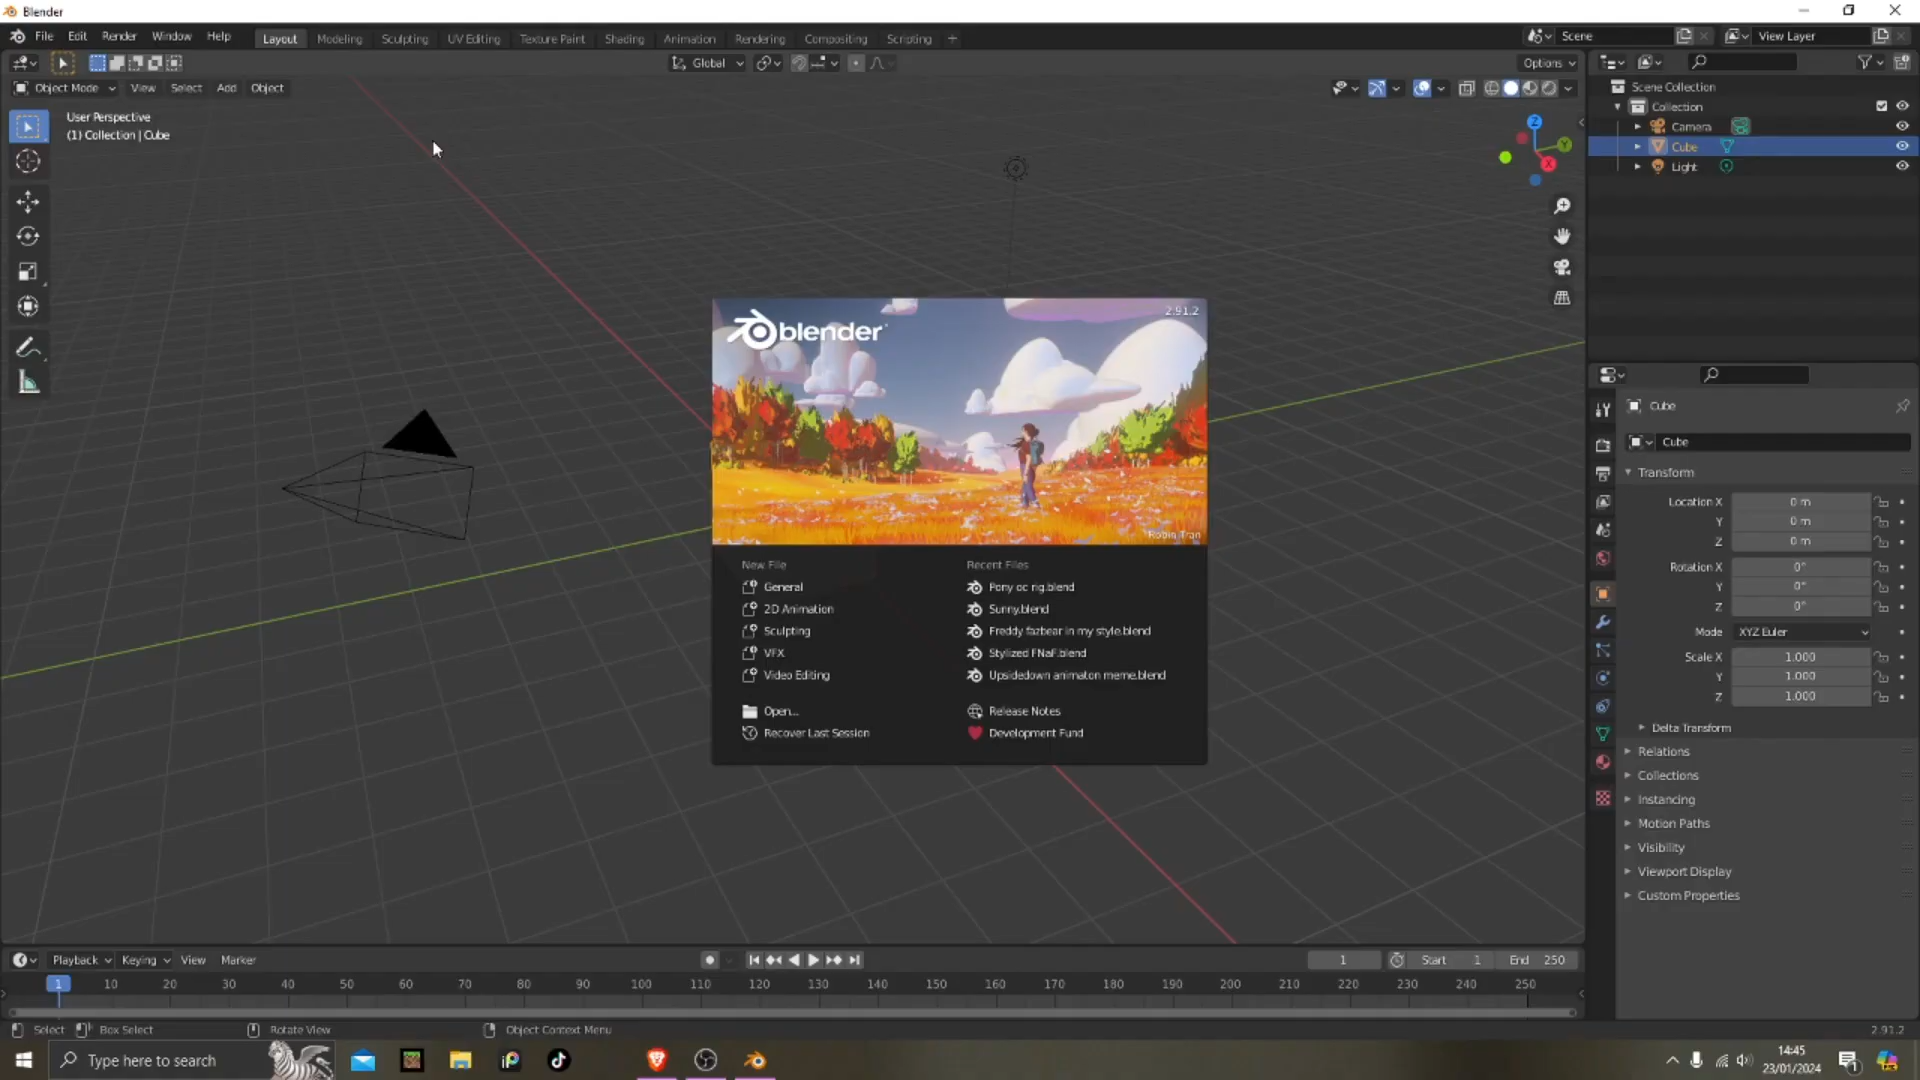 Blender
File Edit Render Window Help
Layout Modeling Sculpting UV Editing Texture Paint Shading Animation Rendering Compositing Scripting +
Scene View Layer
Global Options
Object Mode View Select Add Object
User Perspective
(1) Collection | Cube
Z
Y
X
Scene Collection
Collection
Camera
Cube
Light
blender
2.91.2
Robin Tran
New File
General
2D Animation
Sculpting
VFX
Video Editing
Open...
Recover Last Session
Recent Files
Pony oc rig.blend
Sunny.blend
Freddy fazbear in my style.blend
Stylized FNaF.blend
Upsidedown animaton meme.blend
Release Notes
Development Fund
Cube
Cube
Transform
Location X 0 m
Y 0 m
Z 0 m
Rotation X 0°
Y 0°
Z 0°
Mode XYZ Euler
Scale X 1.000
Y 1.000
Z 1.000
Delta Transform
Relations
Collections
Instancing
Motion Paths
Visibility
Viewport Display
Custom Properties
Playback Keying View Marker
1 Start 1 End 250
1 10 20 30 40 50 60 70 80 90 100 110 120 130 140 150 160 170 180 190 200 210 220 230 240 250
Select Box Select Rotate View Object Context Menu 2.91.2
Type here to search
14:45
23/01/2024
1